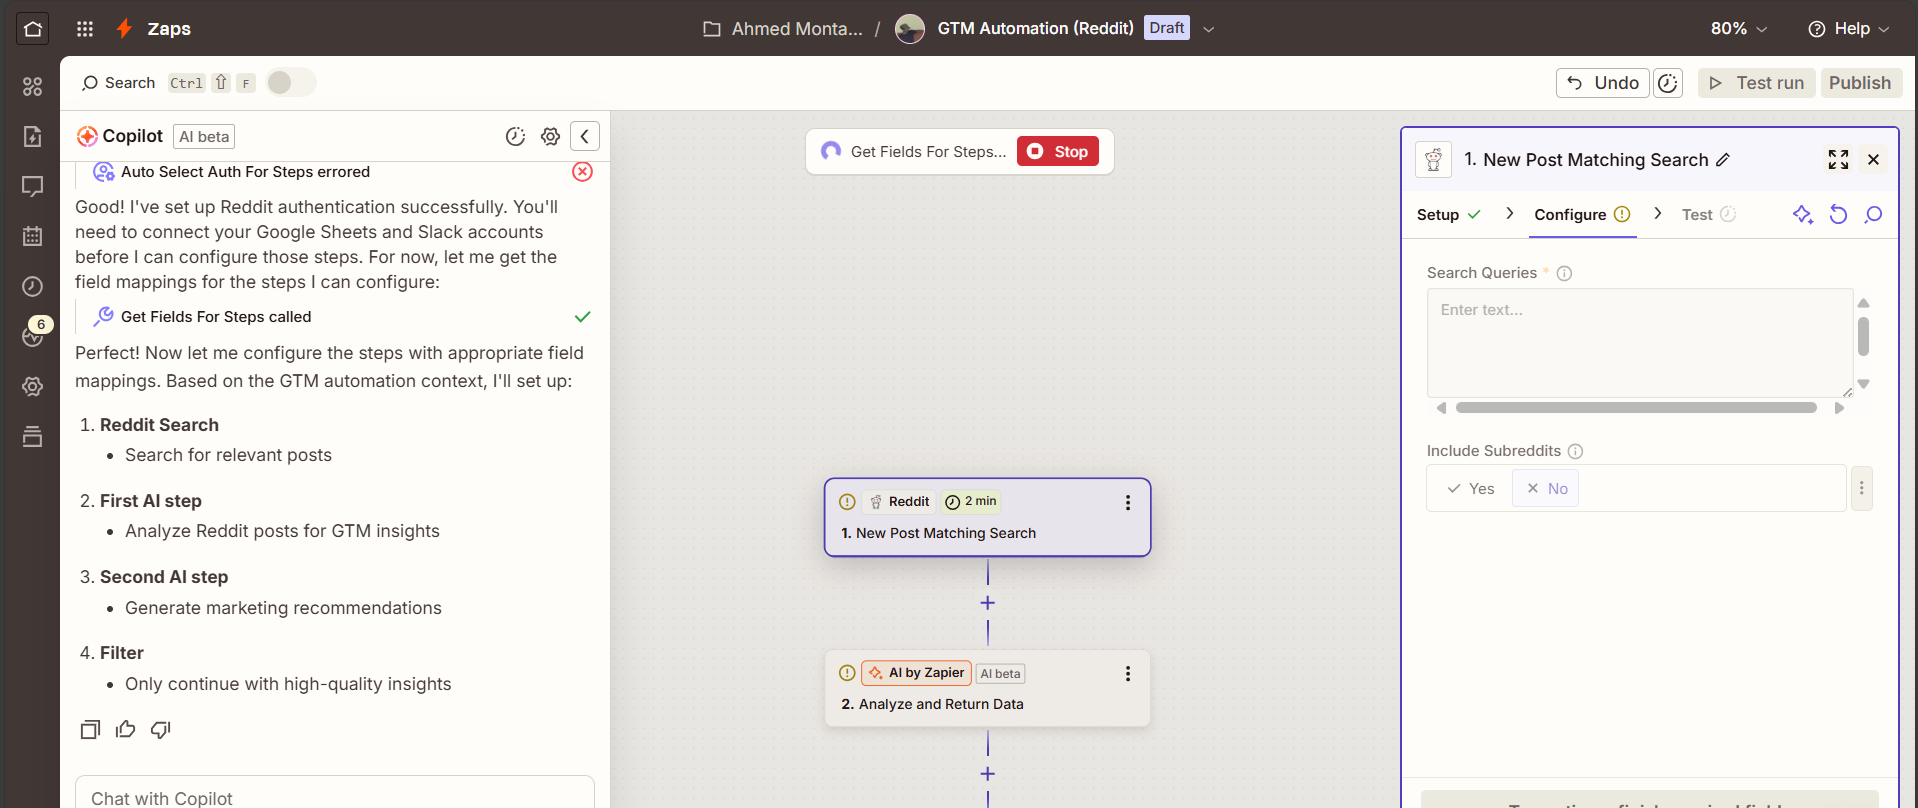 Zaps
Ahmed Monta... / GTM Automation (Reddit) Draft
80%
Help
Search Ctrl ⇧ F
Undo
Test run
Publish
Copilot AI beta
Auto Select Auth For Steps errored
Good! I've set up Reddit authentication successfully. You'll
need to connect your Google Sheets and Slack accounts
before I can configure those steps. For now, let me get the
field mappings for the steps I can configure:
Get Fields For Steps called
Perfect! Now let me configure the steps with appropriate field
mappings. Based on the GTM automation context, I'll set up:
1. Reddit Search
• Search for relevant posts
2. First AI step
• Analyze Reddit posts for GTM insights
3. Second AI step
• Generate marketing recommendations
4. Filter
• Only continue with high-quality insights
Chat with Copilot
6
Get Fields For Steps... Stop
Reddit 2 min
1. New Post Matching Search
AI by Zapier AI beta
2. Analyze and Return Data
1. New Post Matching Search
Setup
Configure
Test
Search Queries *
Enter text...
Include Subreddits
Yes
No